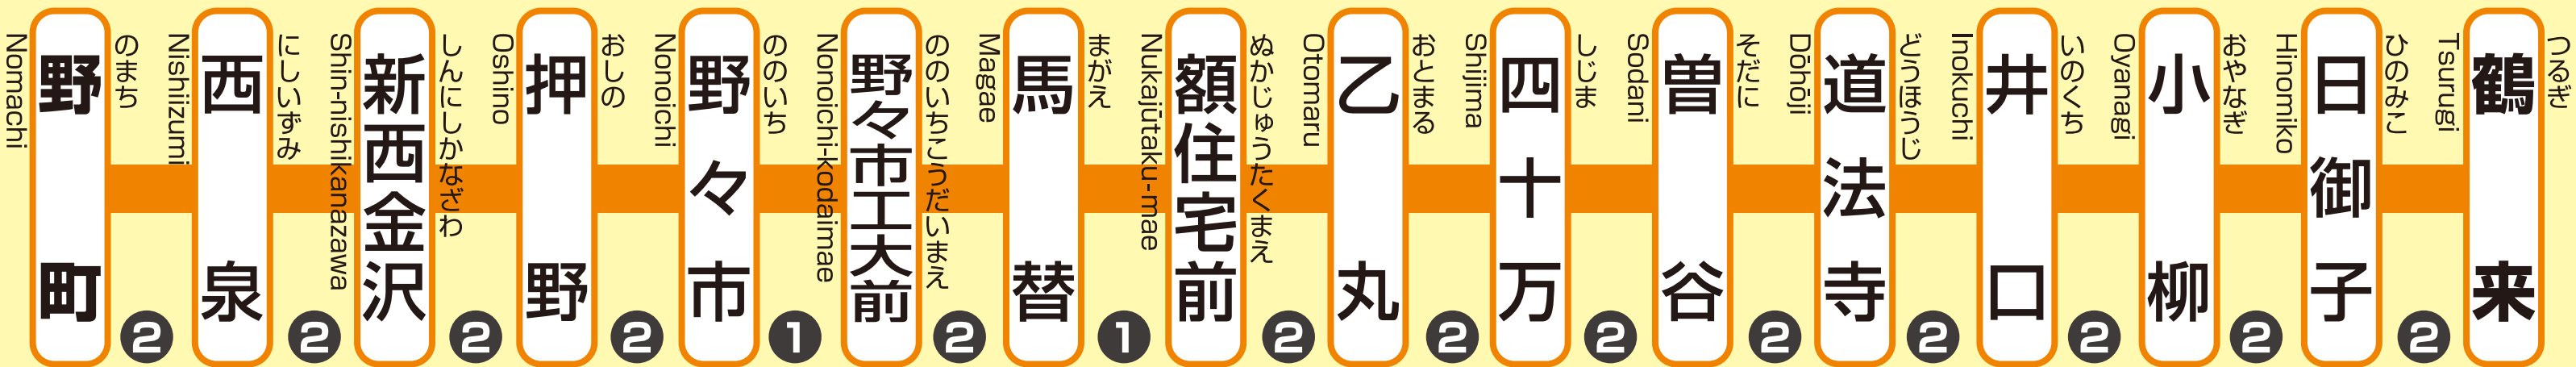 Nomachi
野町
のまち
2
Nishiizumi
西泉
にしいずみ
2
Shin-nishikanazawa
新西金沢
しんにしかなざわ
2
Oshino
押野
おしの
2
Nonoichi
野々市
ののいち
1
Nonoichi-kodaimae
野々市工大前
ののいちこうだいまえ
2
Magae
馬替
まがえ
1
Nukajūtaku-mae
額住宅前
ぬかじゅうたくまえ
2
Otomaru
乙丸
おとまる
2
Shijima
四十万
しじま
2
Sodani
曽谷
そだに
2
Dōhōji
道法寺
どうほうじ
2
Inokuchi
井口
いのくち
2
Oyanagi
小柳
おやなぎ
2
Hinomiko
日御子
ひのみこ
2
Tsurugi
鶴来
つるぎ